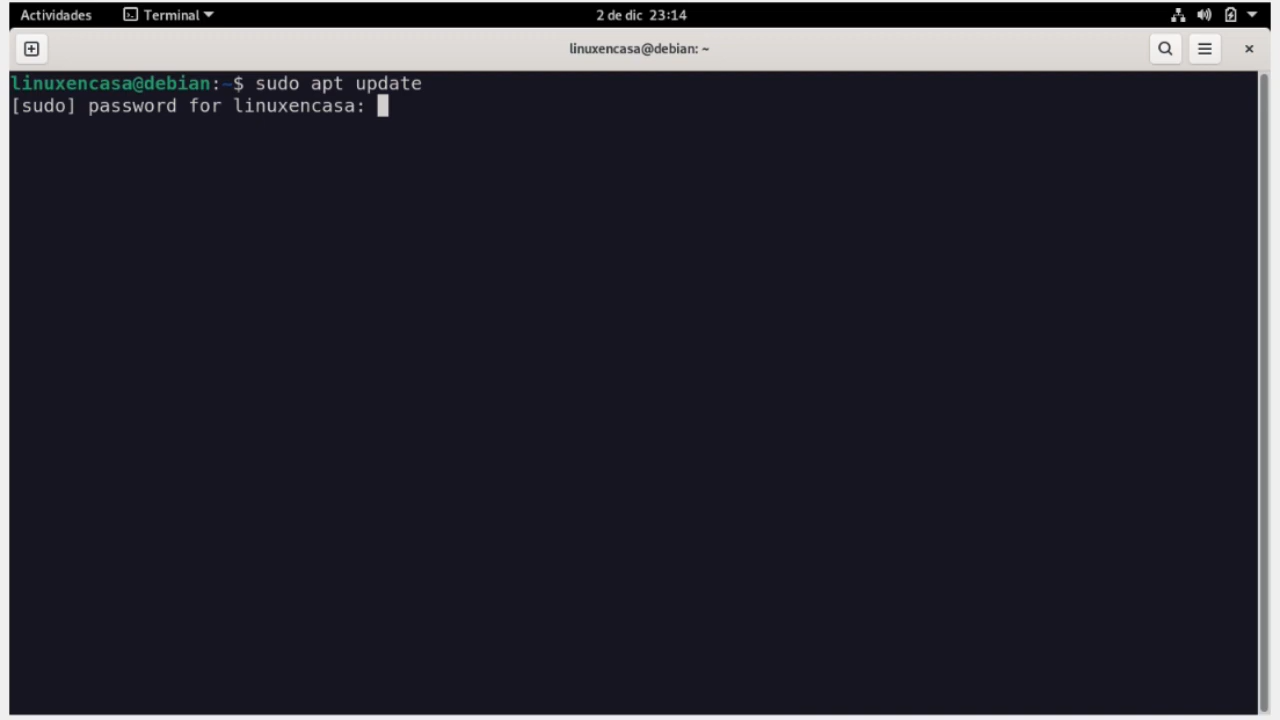 Actividades Terminal 2 de dic 23:14
linuxencasa@debian: ~
linuxencasa@debian:~$ sudo apt update
[sudo] password for linuxencasa: